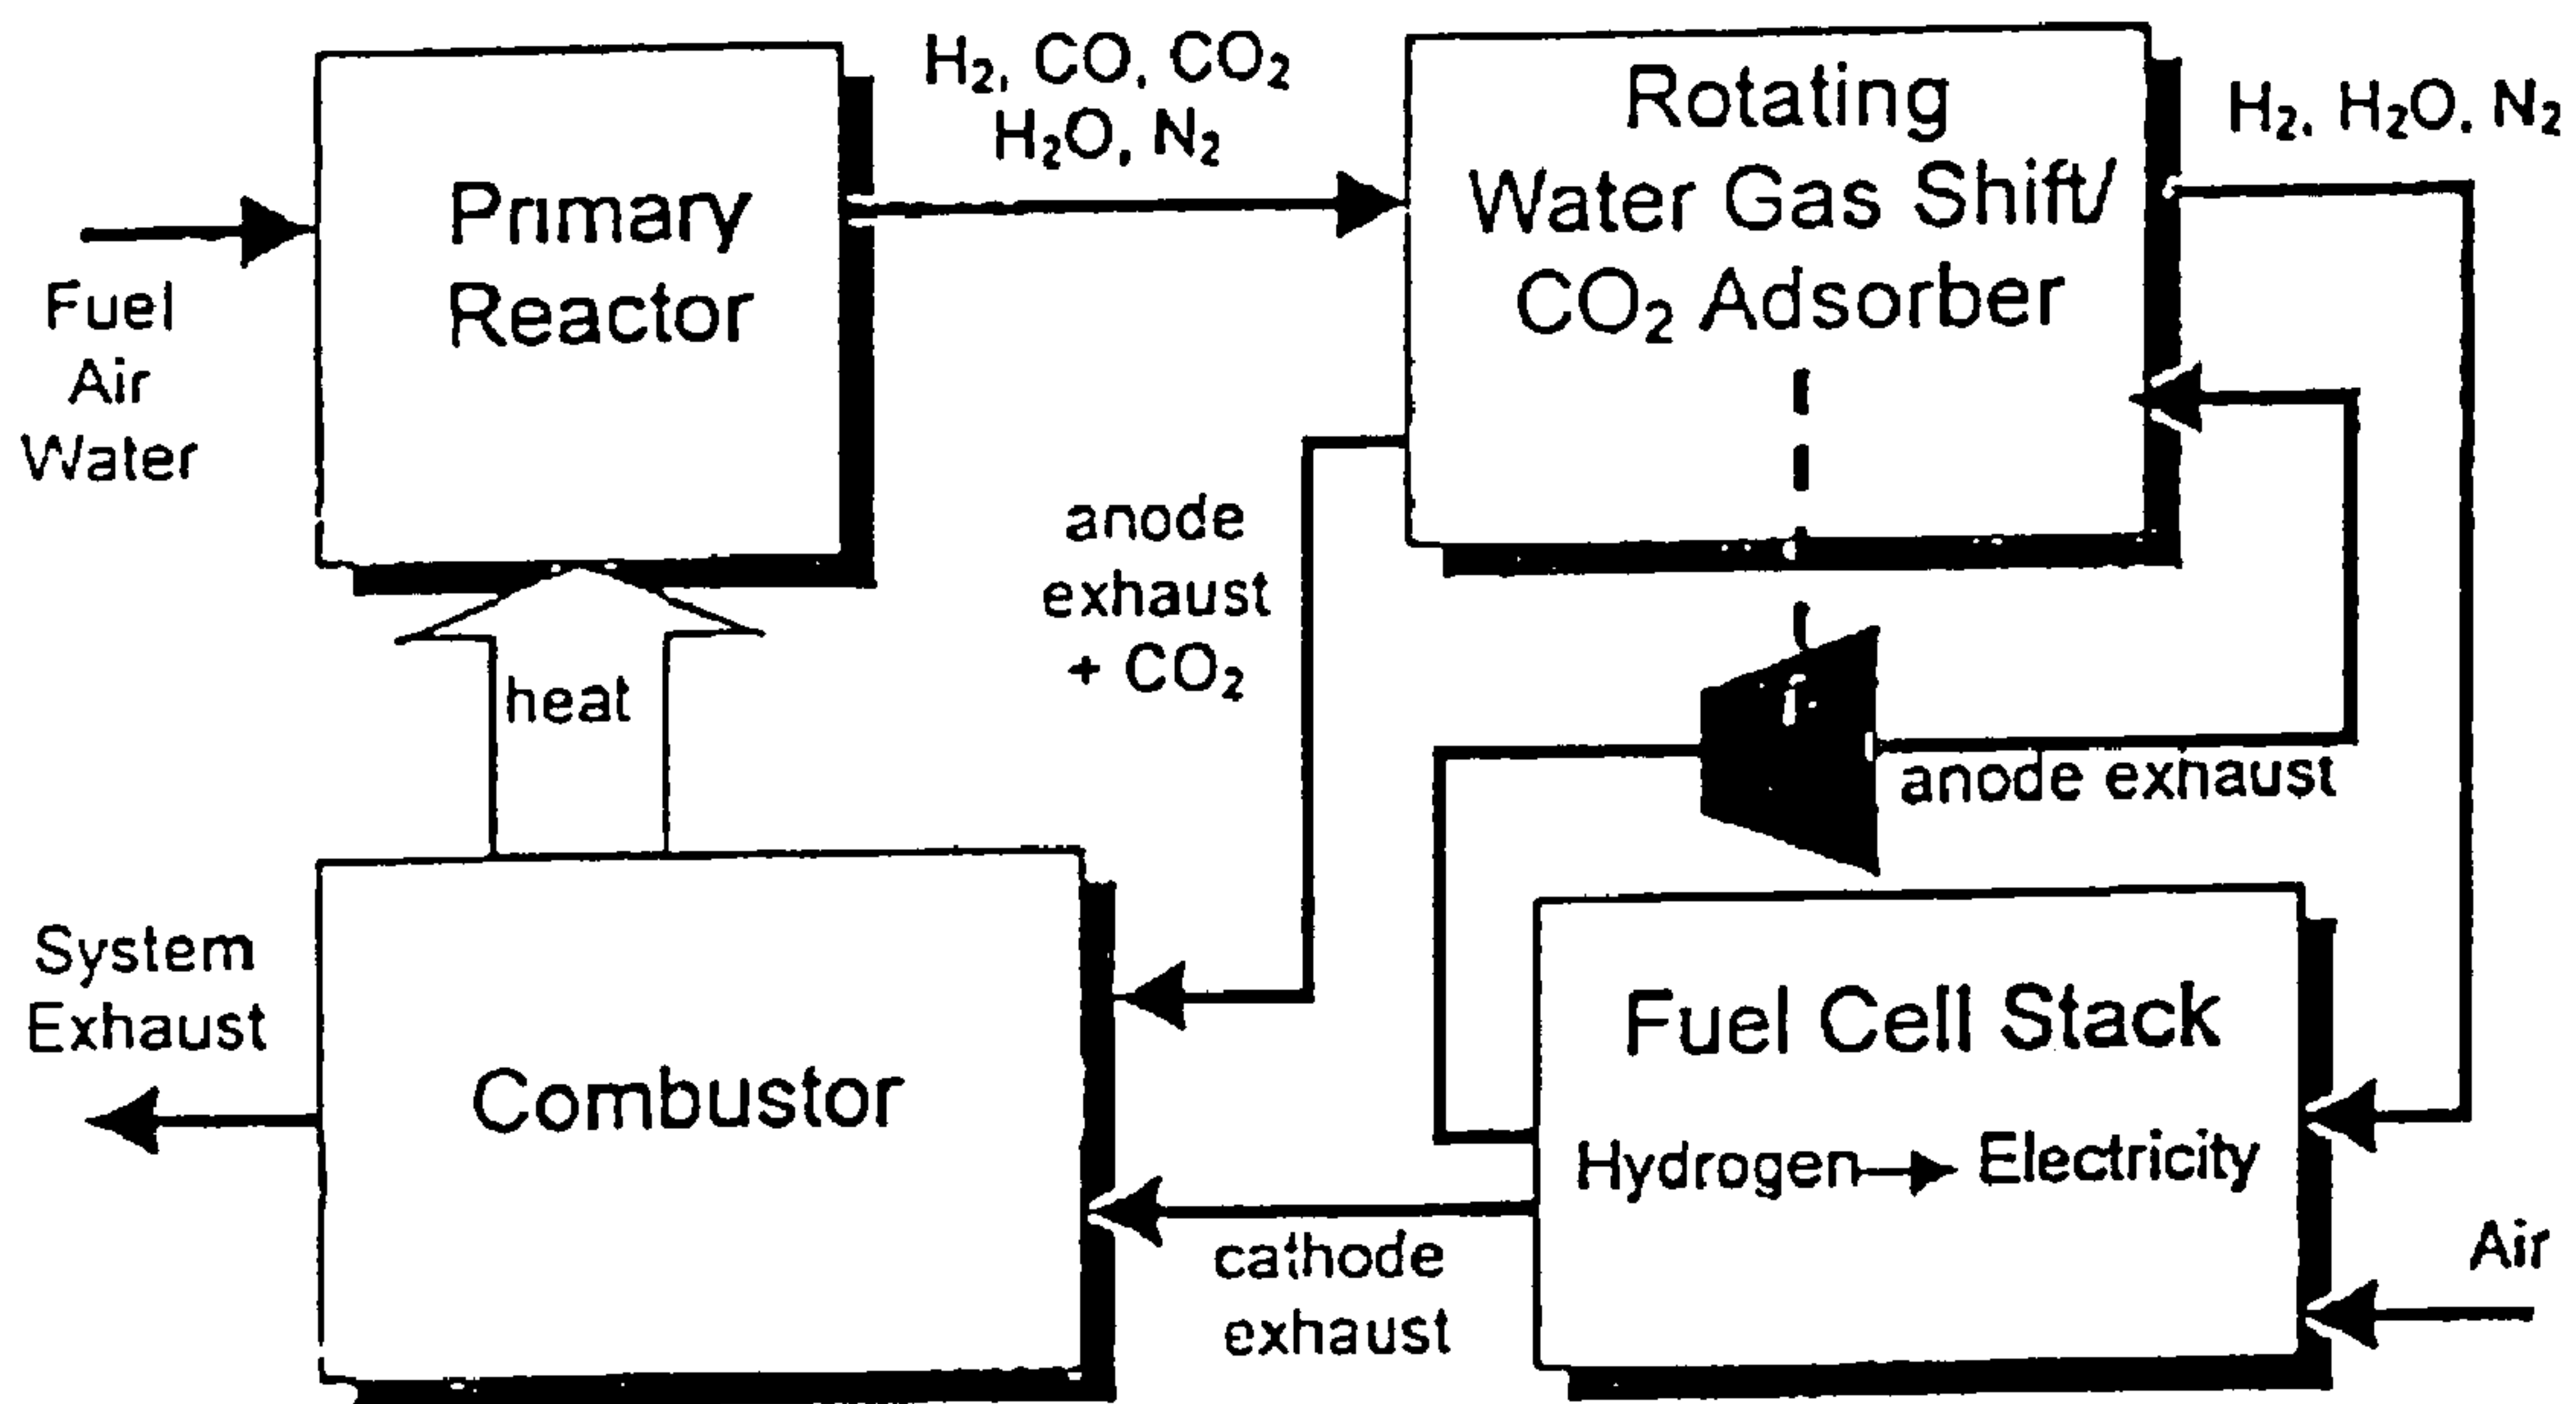 H₂, CO, CO₂
H₂O, N₂
Rotating
Water Gas Shift/
CO₂ Adsorber
H₂, H₂O, N₂
Primary
Reactor
Fuel
Air
Water
anode
exhaust
+ CO₂
heat
anode exhaust
System
Exhaust
Combustor
Fuel Cell Stack
Hydrogen → Electricity
cathode
exhaust
Air